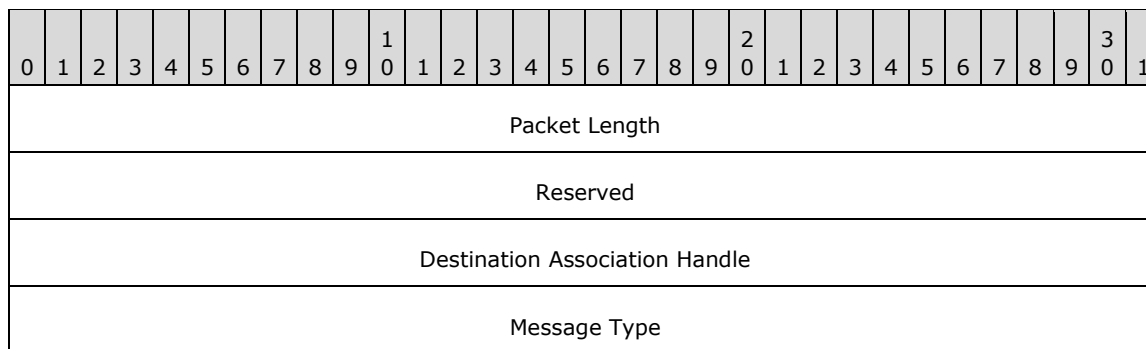 1 2 3
0 1 2 3 4 5 6 7 8 9 0 1 2 3 4 5 6 7 8 9 0 1 2 3 4 5 6 7 8 9 0 1
Packet Length
Reserved
Destination Association Handle
Message Type